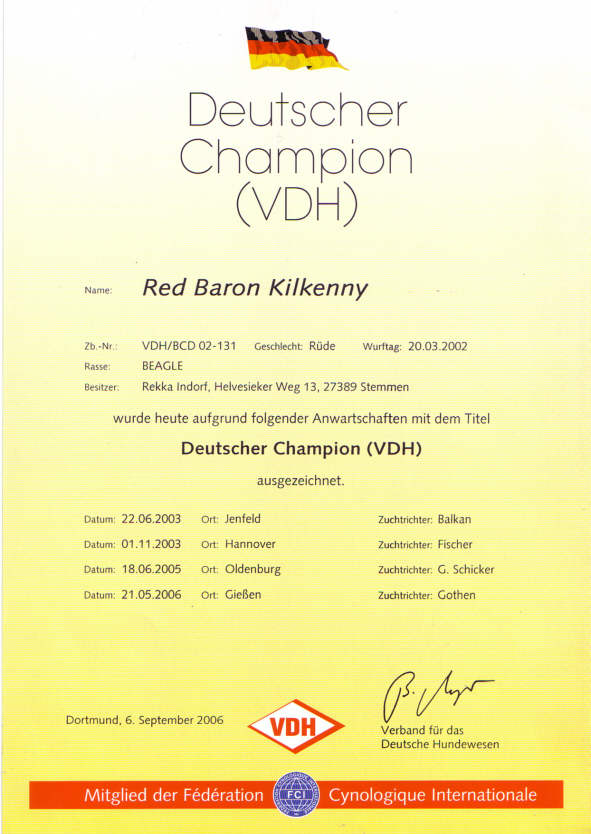 Deutscher
Champion
(VDH)
Name: Red Baron Kilkenny
Zb.-Nr.: VDH/BCD 02-131 Geschlecht: Rüde Wurftag: 20.03.2002
Rasse: BEAGLE
Besitzer: Rekka Indorf, Helvesieker Weg 13, 27389 Stemmen
wurde heute aufgrund folgender Anwartschaften mit dem Titel
Deutscher Champion (VDH)
ausgezeichnet.
Datum: 22.06.2003 Ort: Jenfeld Zuchtrichter: Balkan
Datum: 01.11.2003 Ort: Hannover Zuchtrichter: Fischer
Datum: 18.06.2005 Ort: Oldenburg Zuchtrichter: G. Schicker
Datum: 21.05.2006 Ort: Gießen Zuchtrichter: Gothen
Dortmund, 6. September 2006
VDH
Verband für das
Deutsche Hundewesen
Mitglied der Fédération FCI Cynologique Internationale